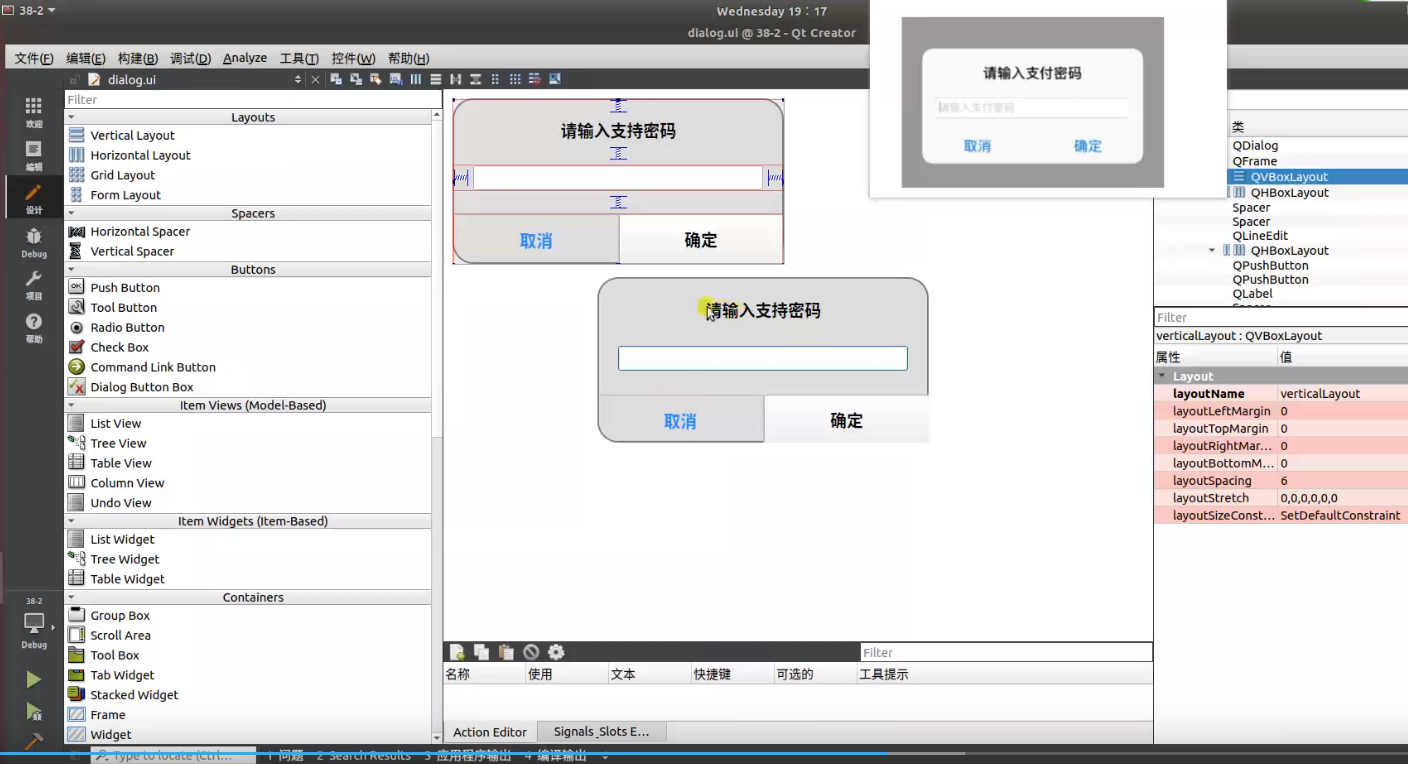 38-2
Wednesday 19：17
dialog.ui @ 38-2 - Qt Creator
文件(F) 编辑(E) 构建(B) 调试(D) Analyze 工具(T) 控件(W) 帮助(H)
dialog.ui
Filter
Layouts
Vertical Layout
Horizontal Layout
Grid Layout
Form Layout
Spacers
Horizontal Spacer
Vertical Spacer
Buttons
Push Button
Tool Button
Radio Button
Check Box
Command Link Button
Dialog Button Box
Item Views (Model-Based)
List View
Tree View
Table View
Column View
Undo View
Item Widgets (Item-Based)
List Widget
Tree Widget
Table Widget
Containers
Group Box
Scroll Area
Tool Box
Tab Widget
Stacked Widget
Frame
Widget
欢迎
编辑
设计
Debug
项目
帮助
38-2
Debug
请输入支持密码
取消 确定
请输入支持密码
取消 确定
请输入支付密码
请输入支付密码
取消 确定
类
QDialog
QFrame
QVBoxLayout
QHBoxLayout
Spacer
Spacer
QLineEdit
QHBoxLayout
QPushButton
QPushButton
QLabel
Filter
verticalLayout : QVBoxLayout
属性 值
Layout
layoutName verticalLayout
layoutLeftMargin 0
layoutTopMargin 0
layoutRightMar... 0
layoutBottomM... 0
layoutSpacing 6
layoutStretch 0,0,0,0,0,0
layoutSizeConst... SetDefaultConstraint
Filter
名称 使用 文本 快捷键 可选的 工具提示
Action Editor Signals_Slots E...
Type to locate (Ctrl... 1 问题 2 Search Results 3 应用程序输出 4 编译输出